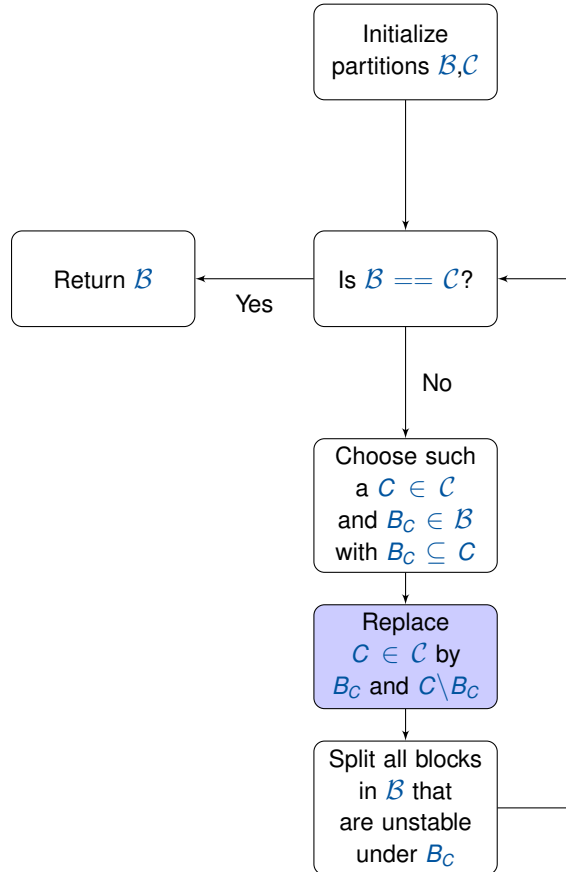 Initialize
partitions ℬ,𝒞
Return ℬ
Is ℬ == 𝒞?
Yes
No
Choose such
a C ∈ 𝒞
and B_C ∈ ℬ
with B_C ⊆ C
Replace
C ∈ 𝒞 by
B_C and C\B_C
Split all blocks
in ℬ that
are unstable
under B_C